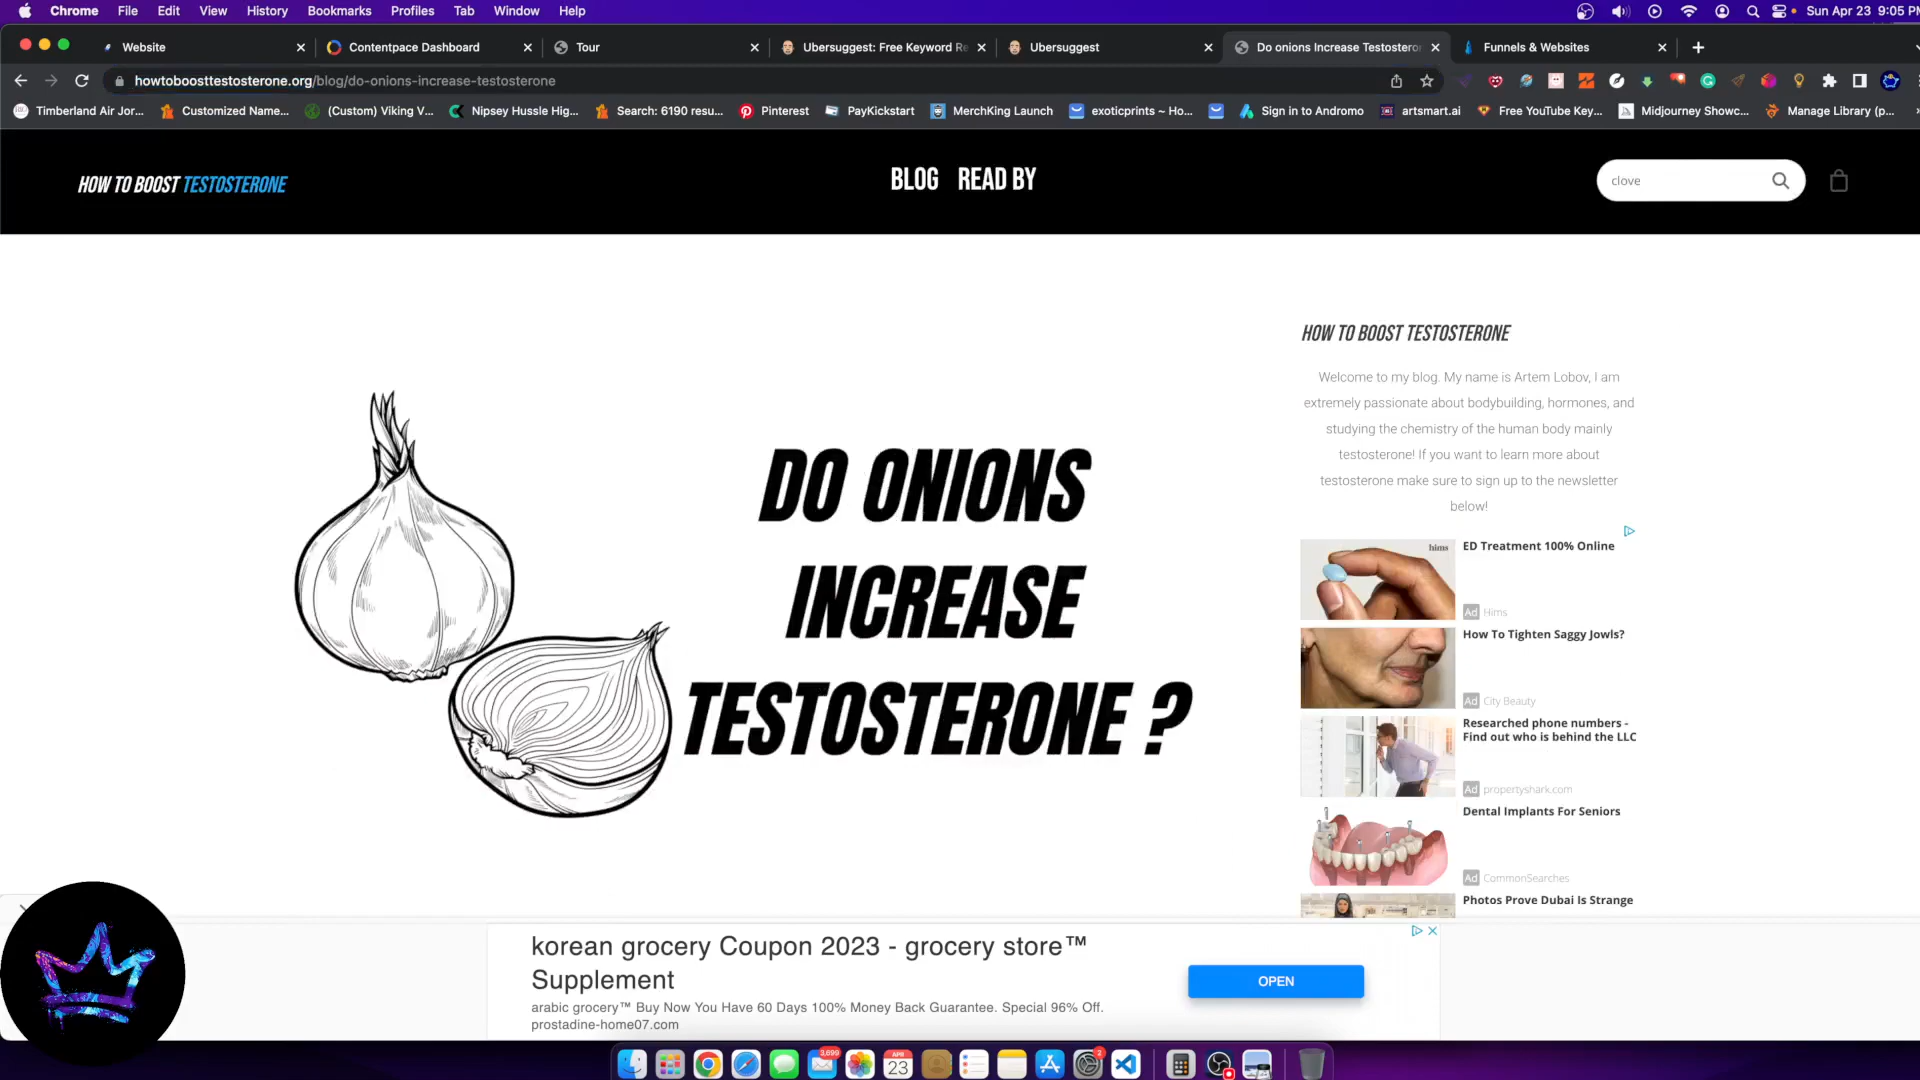 Chrome File Edit View History Bookmarks Profiles Tab Window Help
Sun Apr 23 9:05 PM
Website
Contentpace Dashboard
Tour
Ubersuggest: Free Keyword Re
Ubersuggest
Do onions Increase Testosteron
Funnels & Websites
howtoboosttestosterone.org/blog/do-onions-increase-testosterone
Timberland Air Jor...
Customized Name...
(Custom) Viking V...
Nipsey Hussle Hig...
Search: 6190 resu...
Pinterest
PayKickstart
MerchKing Launch
exoticprints ~ Ho...
Sign in to Andromo
artsmart.ai
Free YouTube Key...
Midjourney Showc...
Manage Library (p...
HOW TO BOOST TESTOSTERONE
BLOG READ BY
clove
DO ONIONS
INCREASE
TESTOSTERONE ?
HOW TO BOOST TESTOSTERONE
Welcome to my blog. My name is Artem Lobov, I am
extremely passionate about bodybuilding, hormones, and
studying the chemistry of the human body mainly
testosterone! If you want to learn more about
testosterone make sure to sign up to the newsletter
below!
hims
ED Treatment 100% Online
Ad Hims
How To Tighten Saggy Jowls?
Ad City Beauty
Researched phone numbers -
Find out who is behind the LLC
Ad propertyshark.com
Dental Implants For Seniors
Ad CommonSearches
Photos Prove Dubai Is Strange
korean grocery Coupon 2023 - grocery store™
Supplement
arabic grocery™ Buy Now You Have 60 Days 100% Money Back Guarantee. Special 96% Off.
prostadine-home07.com
OPEN
3,699
APR
23
2